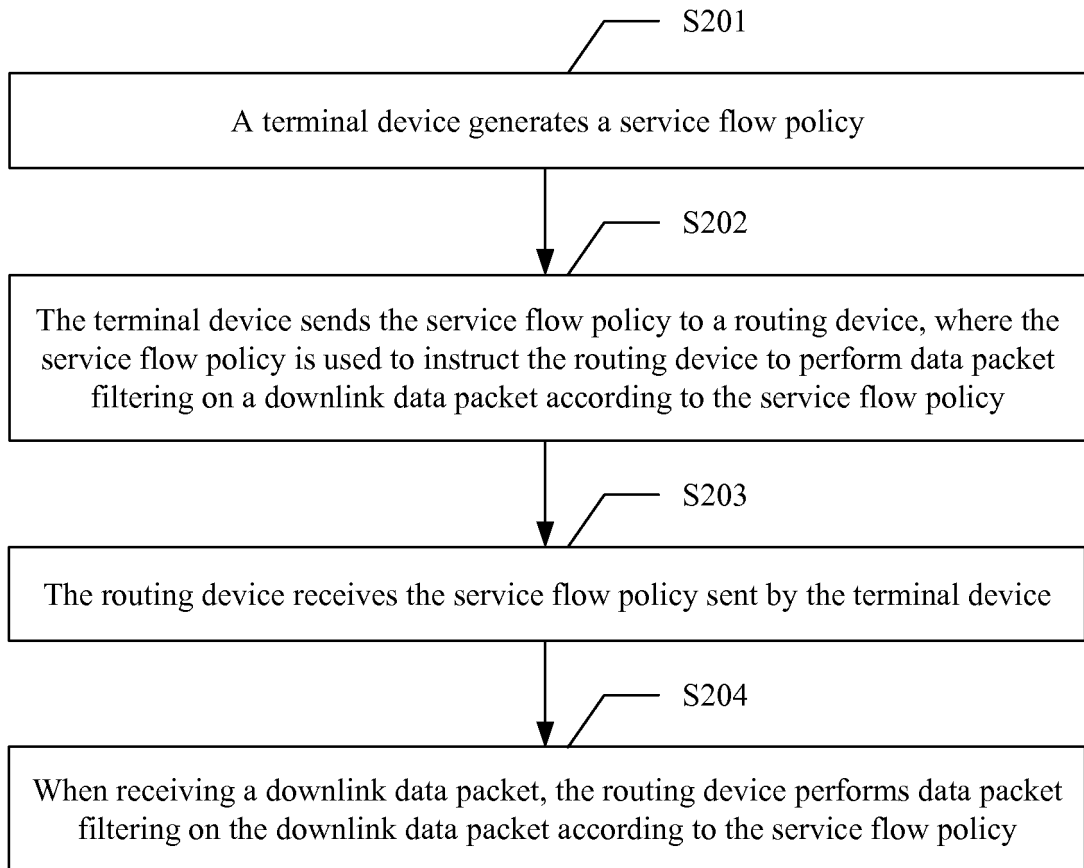 S201
A terminal device generates a service flow policy
S202
The terminal device sends the service flow policy to a routing device, where the
service flow policy is used to instruct the routing device to perform data packet
filtering on a downlink data packet according to the service flow policy
S203
The routing device receives the service flow policy sent by the terminal device
S204
When receiving a downlink data packet, the routing device performs data packet
filtering on the downlink data packet according to the service flow policy